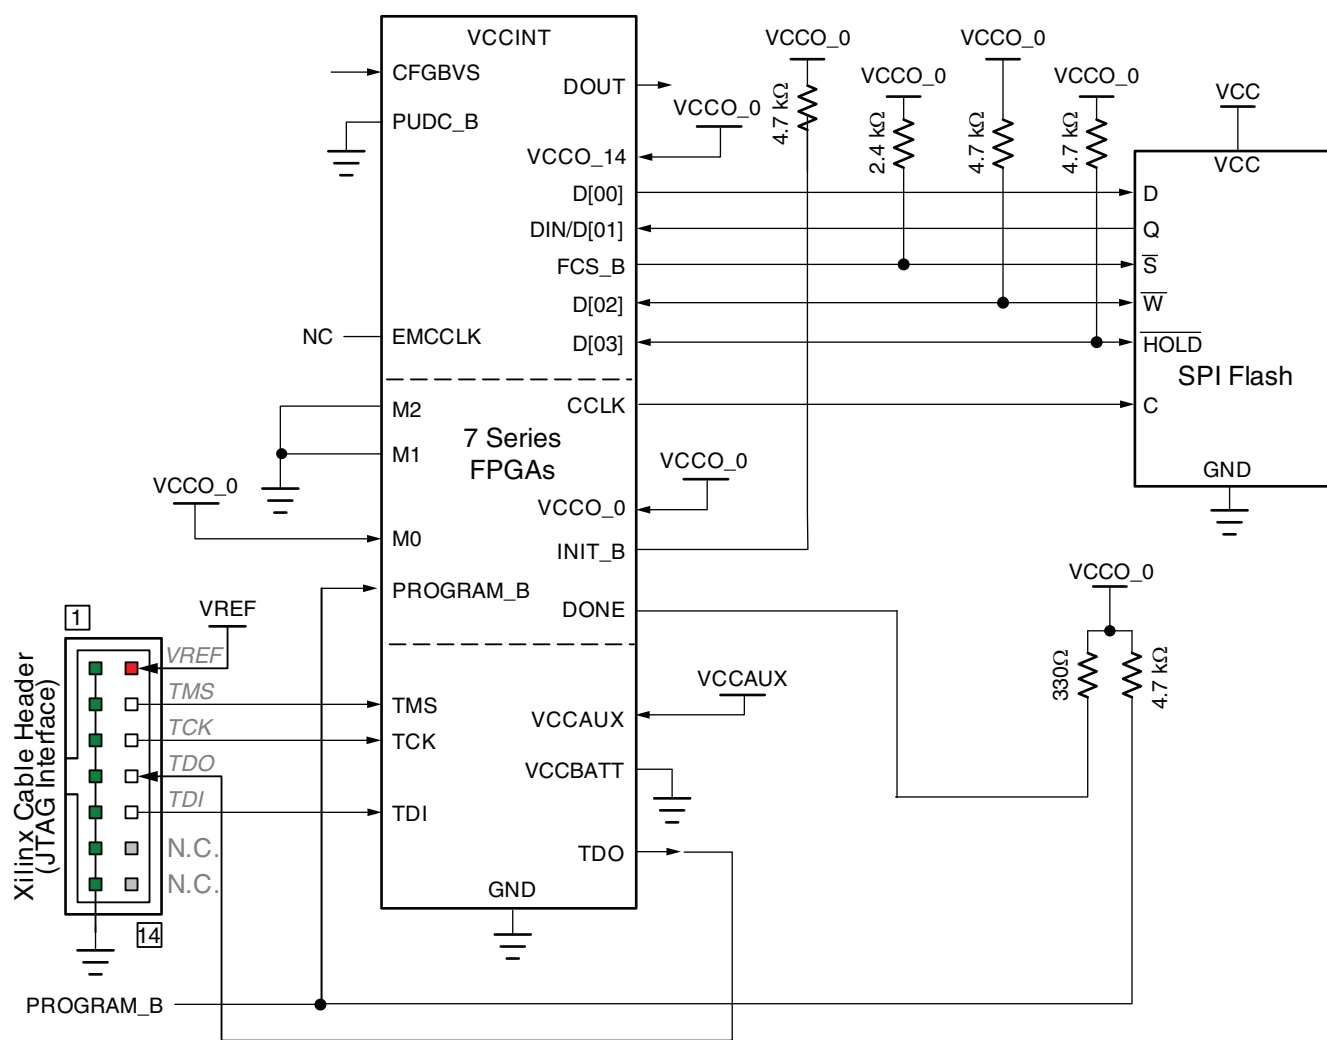 VCCINT
CFGBVS
PUDC_B
DOUT
VCCO_0
VCCO_14
D[00]
DIN/D[01]
FCS_B
D[02]
D[03]
NC
EMCCLK
VCCO_0
4.7 kΩ
VCCO_0
2.4 kΩ
VCCO_0
4.7 kΩ
VCCO_0
4.7 kΩ
VCC
VCC
D
Q
S
W
HOLD
SPI Flash
C
GND
M2
M1
CCLK
7 Series
FPGAs
VCCO_0
M0
VCCO_0
VCCO_0
INIT_B
PROGRAM_B
DONE
VCCO_0
330Ω
4.7 kΩ
1
VREF
VREF
TMS
TCK
TDO
TDI
N.C.
N.C.
14
Xilinx Cable Header
(JTAG Interface)
TMS
TCK
TDI
VCCAUX
VCCAUX
VCCBATT
TDO
GND
PROGRAM_B